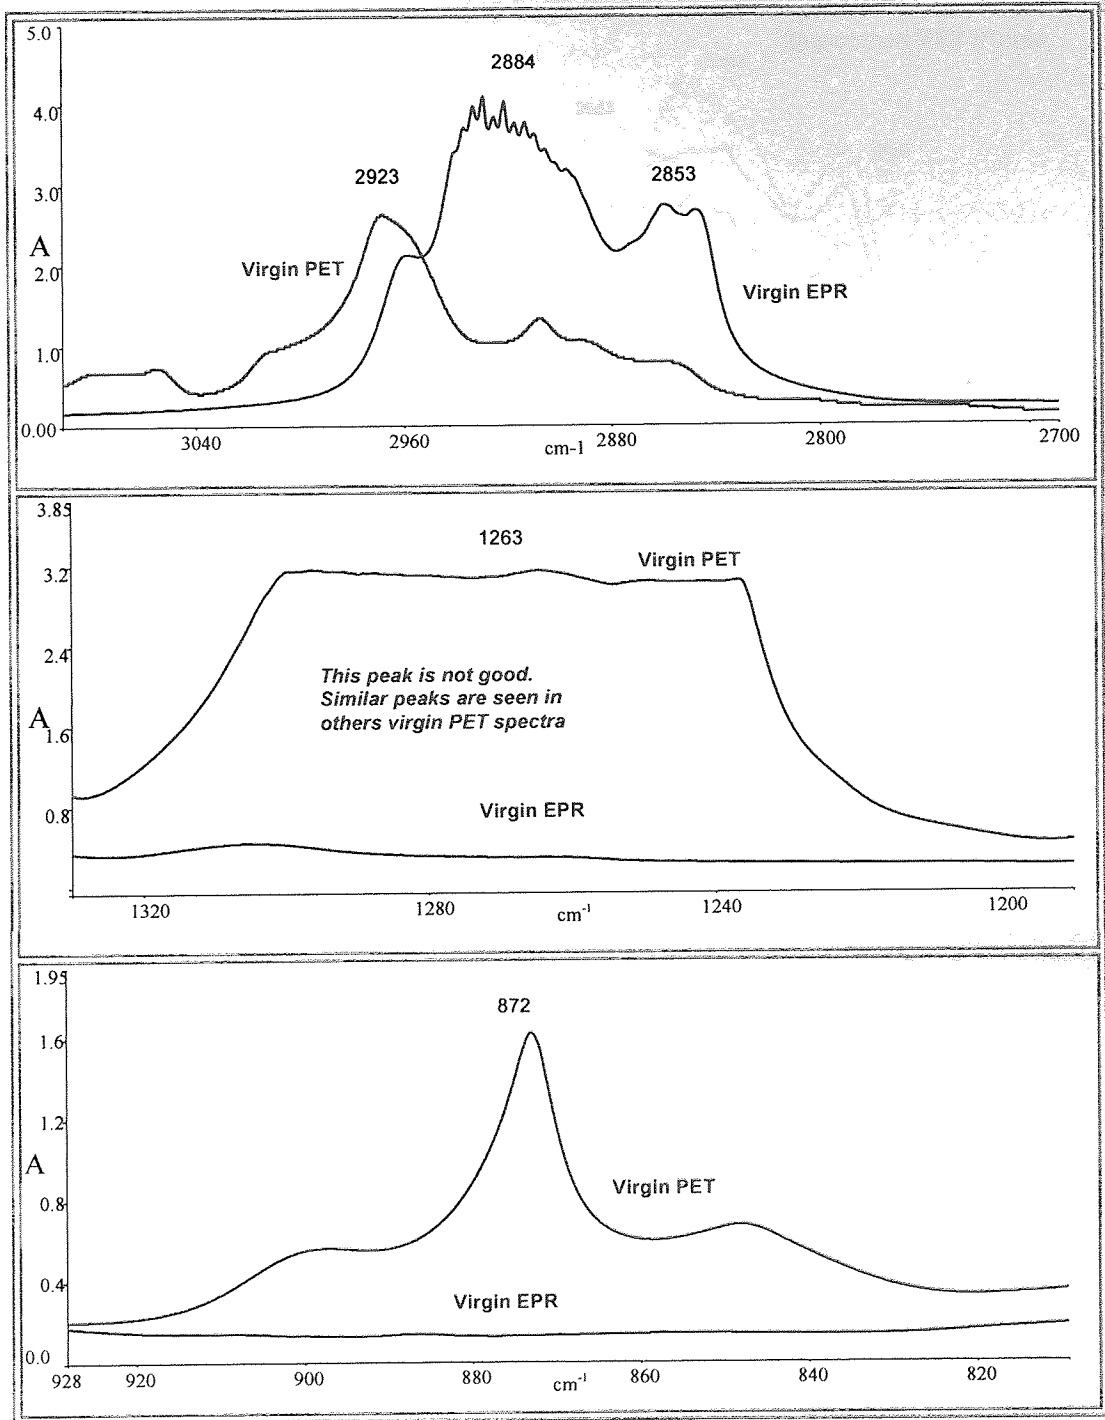 5.0
2884
4.0
3.0
2923
2853
A
Virgin PET
2.0
Virgin EPR
1.0
0.00
3040
2960
cm-1
2880
2800
2700
3.85
1263
Virgin PET
3.2
2.4
This peak is not good.
Similar peaks are seen in
others virgin PET spectra
A
1.6
Virgin EPR
0.8
1320
1280
cm-1
1240
1200
1.95
872
1.6
1.2
A
Virgin PET
0.8
0.4
Virgin EPR
0.0
928
920
900
880
cm-1
860
840
820